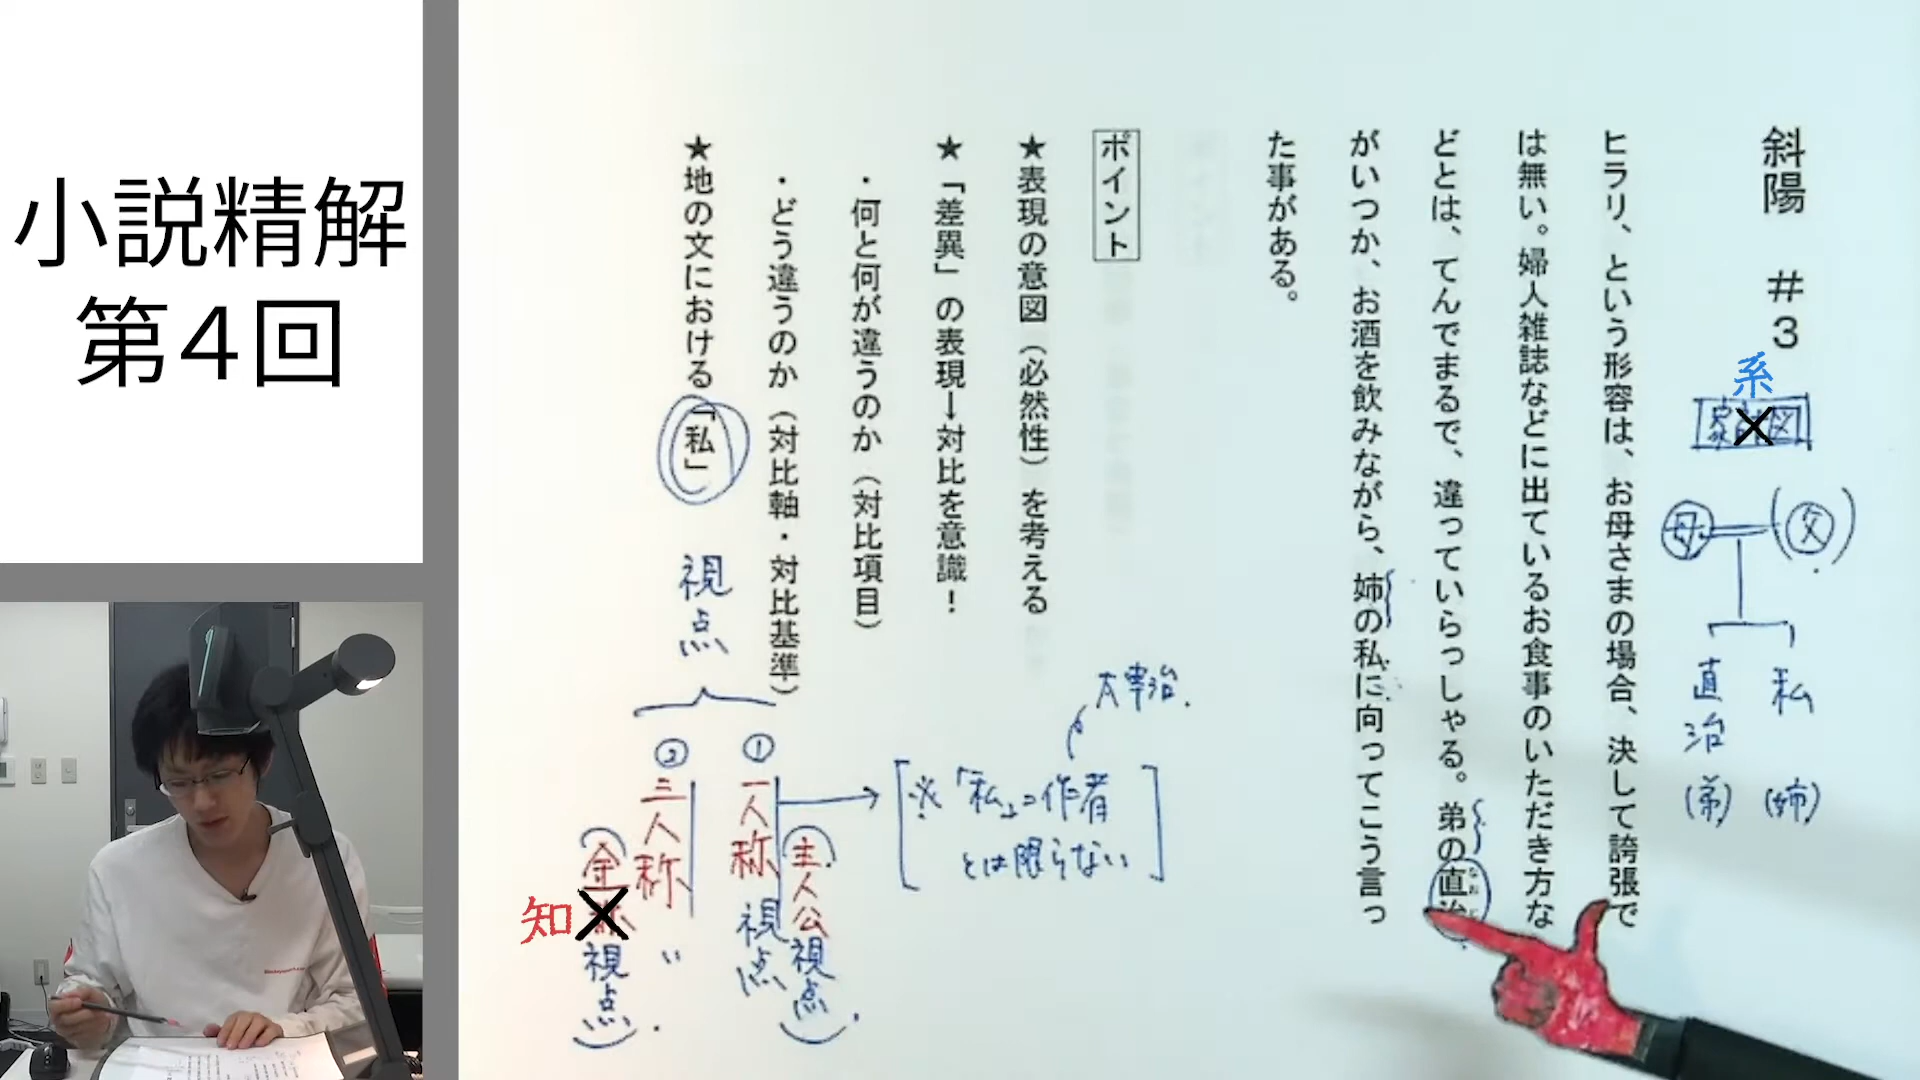 小説精解
第4回
斜陽 #3
系
家計図
母
(父)
私
(姉)
直治
(弟)
ヒラリ、という形容は、お母さまの場合、決して誇張で
は無い。婦人雑誌などに出ているお食事のいただき方な
どとは、てんでまるで、違っていらっしゃる。弟の直治
なおじ
がいつか、お酒を飲みながら、姉の私に向ってこう言っ
た事がある。
ポイント
★表現の意図(必然性)を考える
★「差異」の表現→対比を意識!
・何と何が違うのか(対比項目)
・どう違うのか(対比軸・対比基準)
★地の文における「私」
視点
① 一人称視点
(主人公視点)
太宰治
※「私」=作者
とは限らない
② 三人称〃
(全 視点)
知